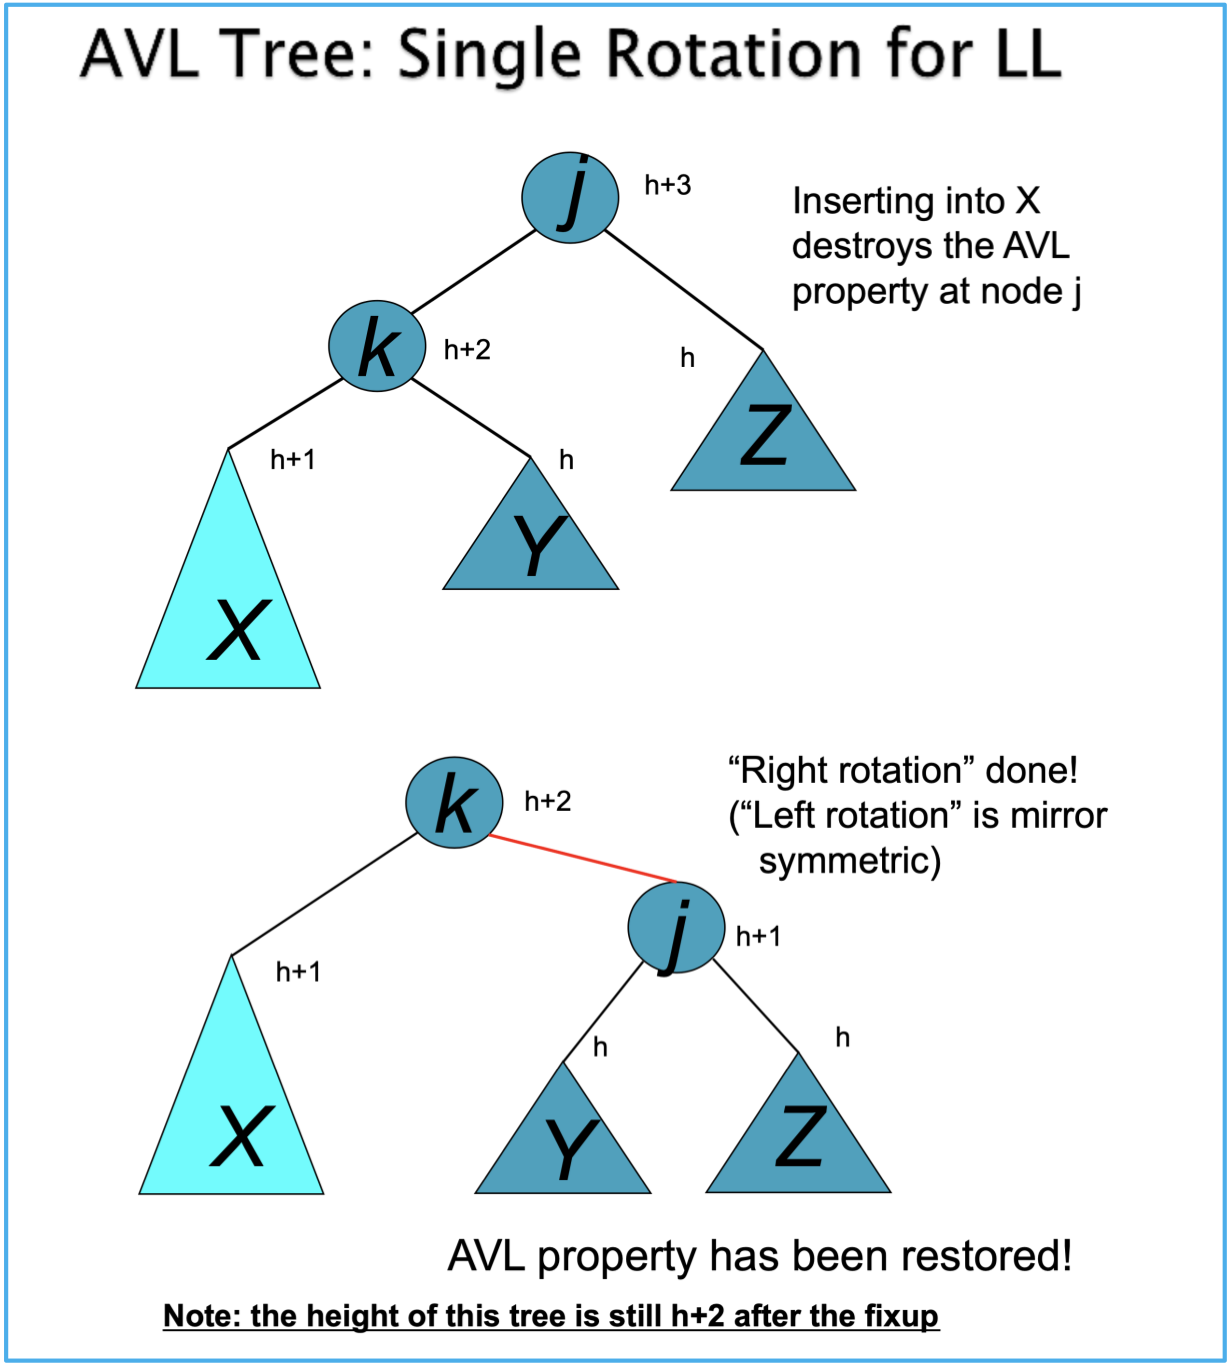 AVL Tree: Single Rotation for LL
j
h+3
Inserting into X
destroys the AVL
property at node j
k
h+2
h
Z
h+1
h
Y
X
k
h+2
“Right rotation” done!
(“Left rotation” is mirror
symmetric)
j
h+1
h+1
h
h
X
Y
Z
AVL property has been restored!
Note: the height of this tree is still h+2 after the fixup